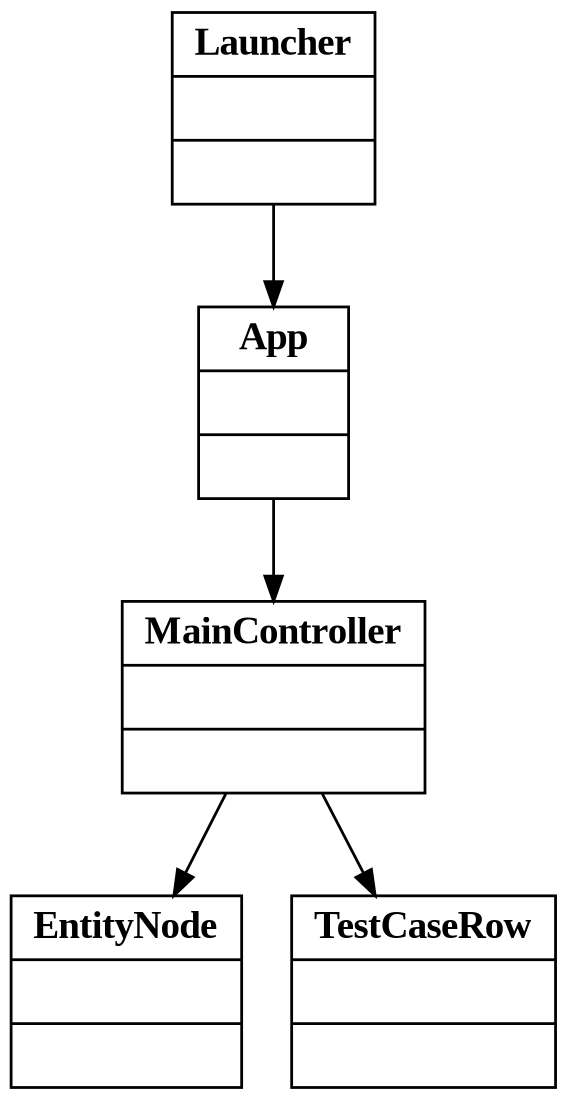 Launcher
App
MainController
EntityNode
TestCaseRow